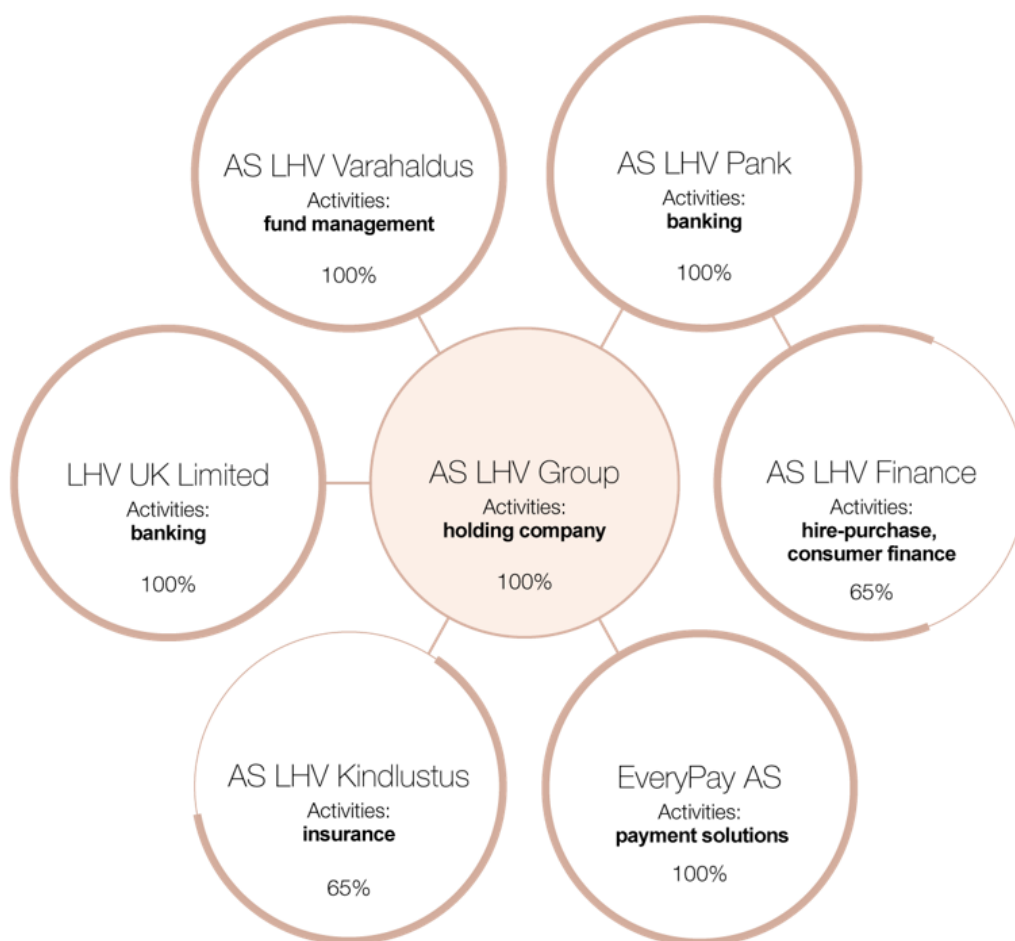 AS LHV Varahaldus
Activities:
fund management
100%
AS LHV Pank
Activities:
banking
100%
LHV UK Limited
Activities:
banking
100%
AS LHV Group
Activities:
holding company
100%
AS LHV Finance
Activities:
hire-purchase,
consumer finance
65%
AS LHV Kindlustus
Activities:
insurance
65%
EveryPay AS
Activities:
payment solutions
100%